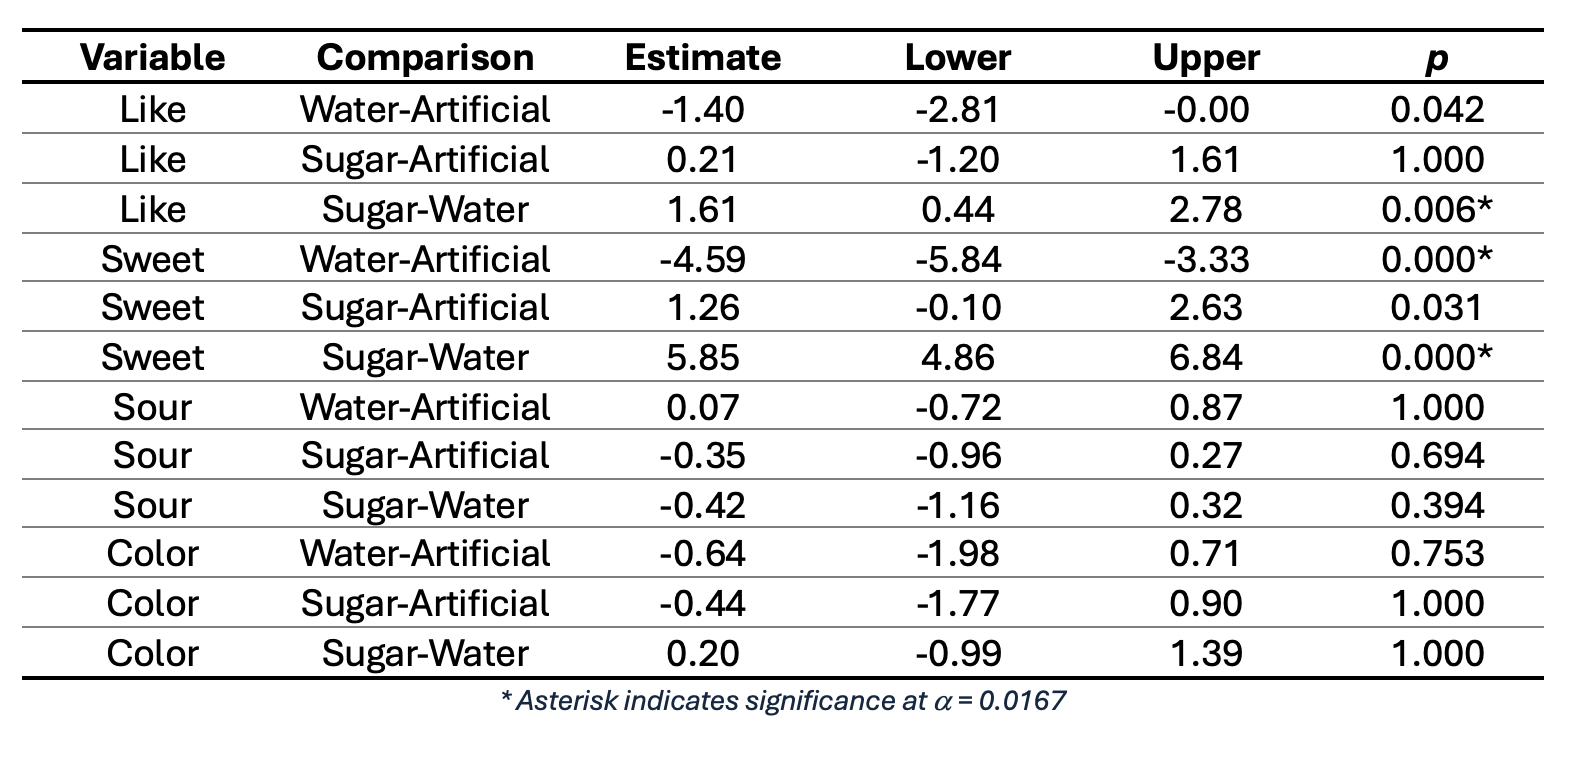 Variable Comparison Estimate Lower Upper p
Like Water-Artificial -1.40 -2.81 -0.00 0.042
Like Sugar-Artificial 0.21 -1.20 1.61 1.000
Like Sugar-Water 1.61 0.44 2.78 0.006*
Sweet Water-Artificial -4.59 -5.84 -3.33 0.000*
Sweet Sugar-Artificial 1.26 -0.10 2.63 0.031
Sweet Sugar-Water 5.85 4.86 6.84 0.000*
Sour Water-Artificial 0.07 -0.72 0.87 1.000
Sour Sugar-Artificial -0.35 -0.96 0.27 0.694
Sour Sugar-Water -0.42 -1.16 0.32 0.394
Color Water-Artificial -0.64 -1.98 0.71 0.753
Color Sugar-Artificial -0.44 -1.77 0.90 1.000
Color Sugar-Water 0.20 -0.99 1.39 1.000
* Asterisk indicates significance at α = 0.0167